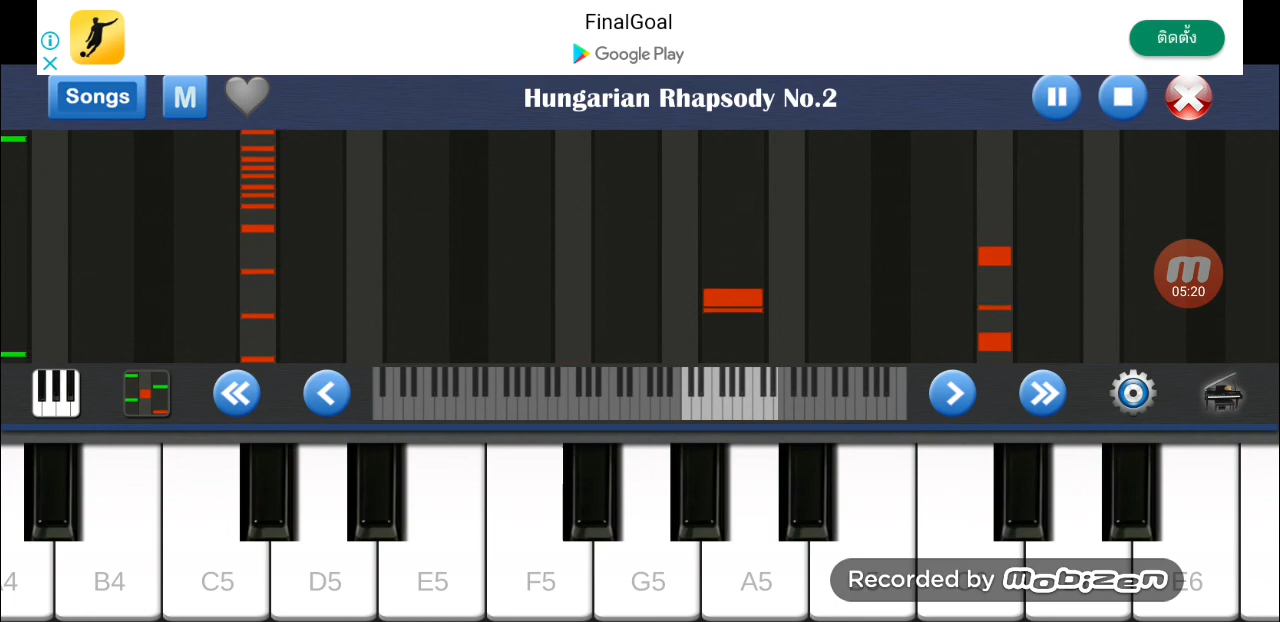 FinalGoal
Google Play
ติดตั้ง
Songs
M
Hungarian Rhapsody No.2
05:20
B4
C5
D5
E5
F5
G5
A5
E6
Recorded by mobizen